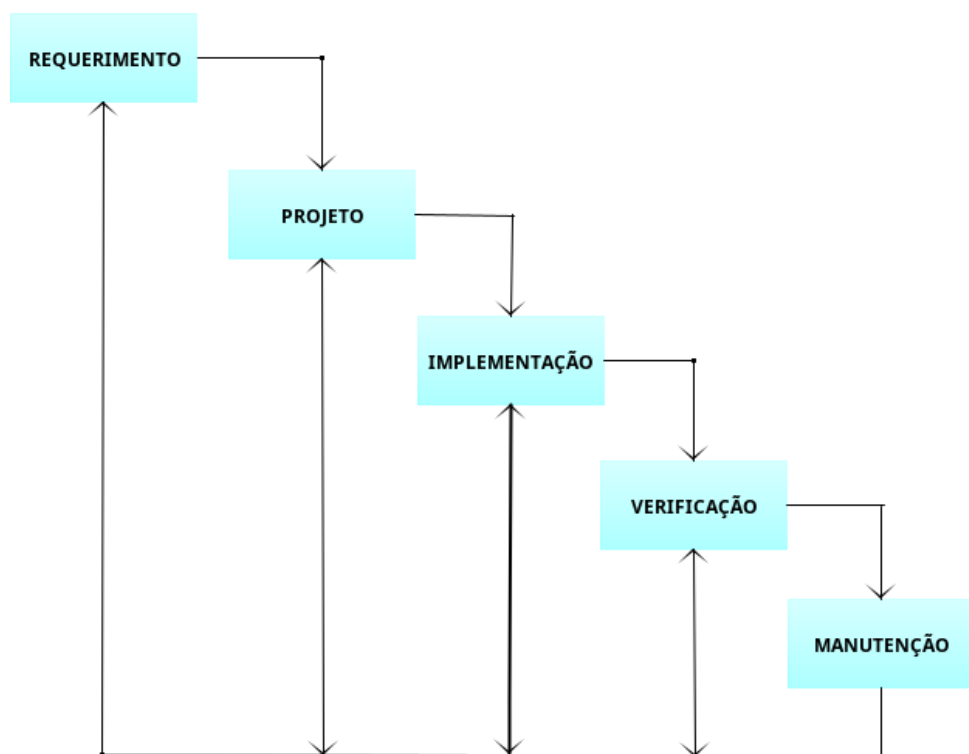 REQUERIMENTO
PROJETO
IMPLEMENTAÇÃO
VERIFICAÇÃO
MANUTENÇÃO